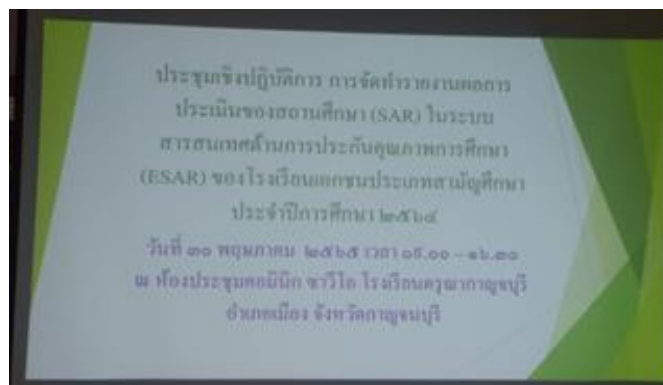 ประชุมเชิงปฏิบัติการ การจัดทำรายงานผลการ
ประเมินของสถานศึกษา (SAR) ในระบบ
สารสนเทศด้านการประกันคุณภาพการศึกษา
(ESAR) ของโรงเรียนเอกชนประเภทสามัญศึกษา
ประจำปีการศึกษา ๒๕๖๔
วันที่ ๓๐ พฤษภาคม ๒๕๖๕ เวลา ๐๘.๐๐ – ๑๖.๓๐
ณ ห้องประชุมดอมินิก ซาวีโอ โรงเรียนดรุณากาญจบุรี
อำเภอเมือง จังหวัดกาญจนบุรี